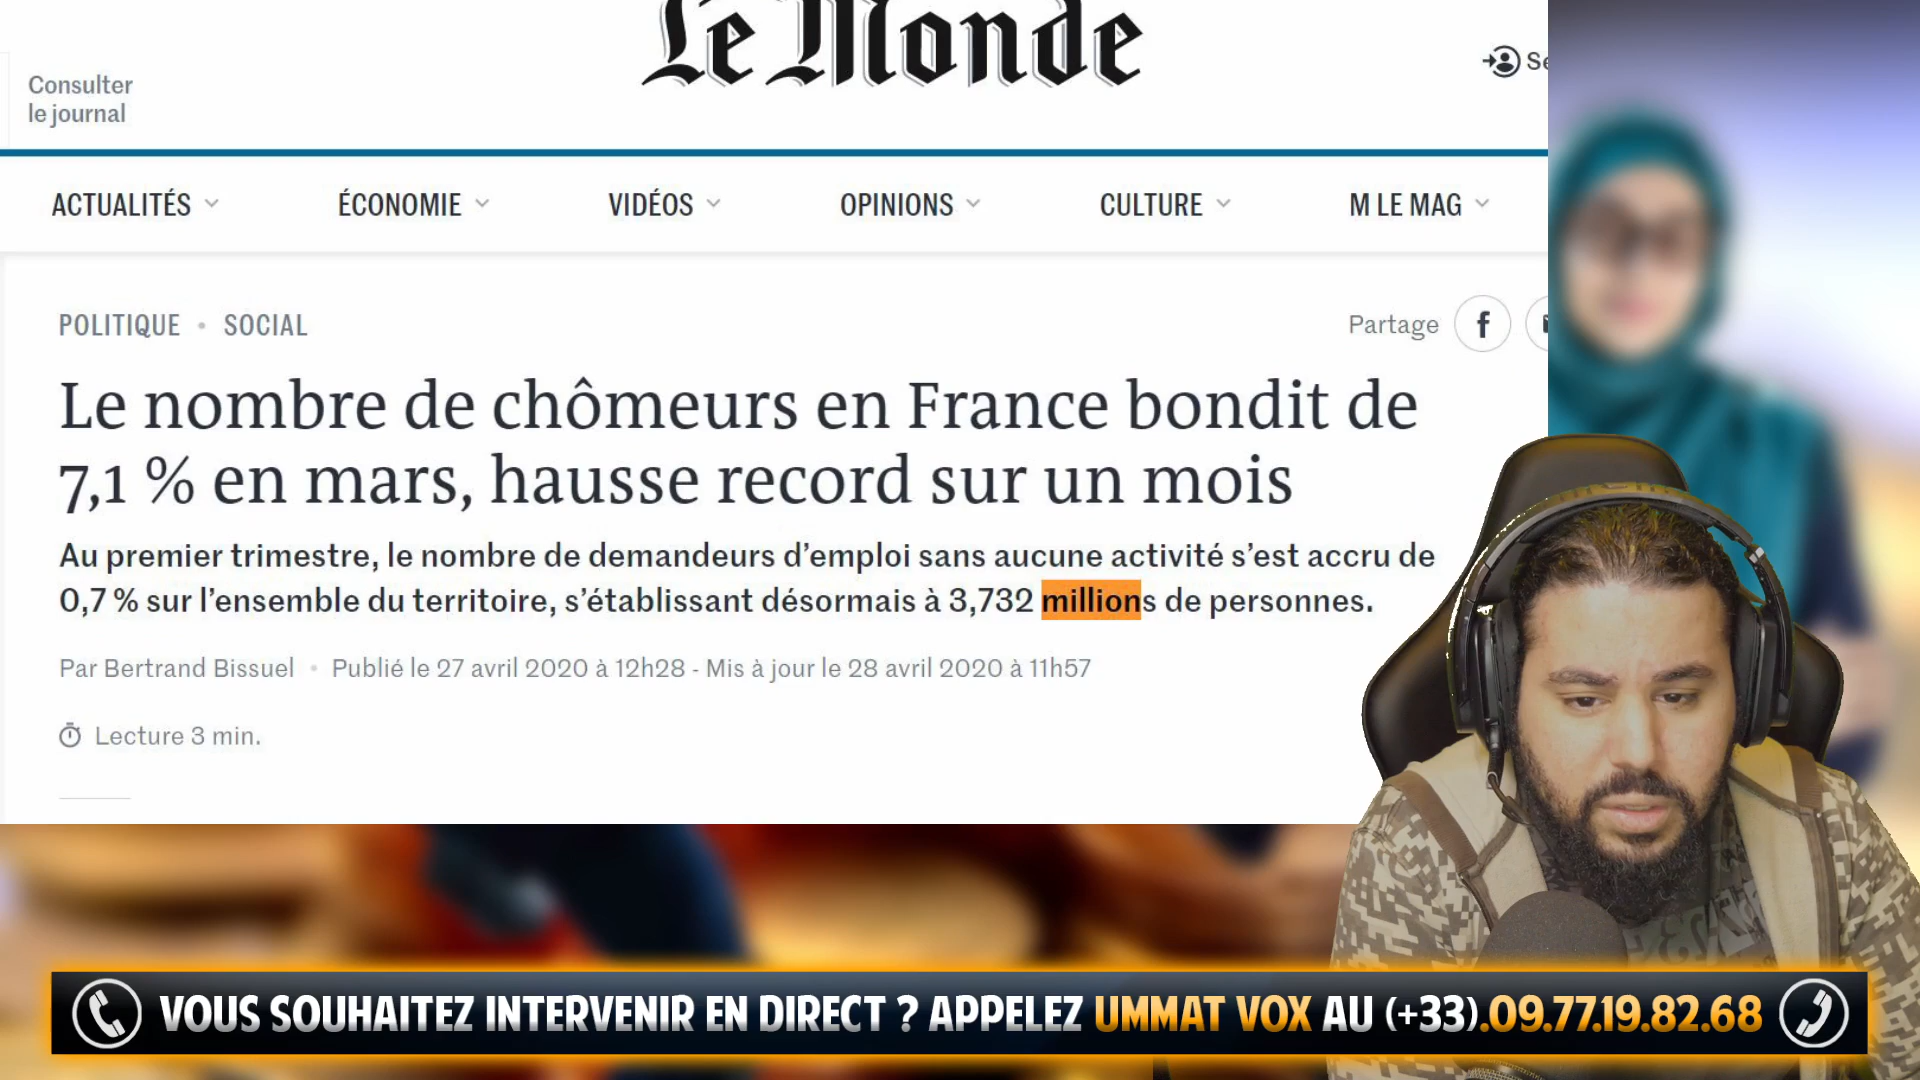 Le Monde
Consulter
le journal
Se
ACTUALITÉS
ÉCONOMIE
VIDÉOS
OPINIONS
CULTURE
M LE MAG
POLITIQUE • SOCIAL
Partage
Le nombre de chômeurs en France bondit de
7,1 % en mars, hausse record sur un mois
Au premier trimestre, le nombre de demandeurs d’emploi sans aucune activité s’est accru de
0,7 % sur l’ensemble du territoire, s’établissant désormais à 3,732 millions de personnes.
Par Bertrand Bissuel • Publié le 27 avril 2020 à 12h28 - Mis à jour le 28 avril 2020 à 11h57
Lecture 3 min.
VOUS SOUHAITEZ INTERVENIR EN DIRECT ? APPELEZ UMMAT VOX AU (+33).09.77.19.82.68